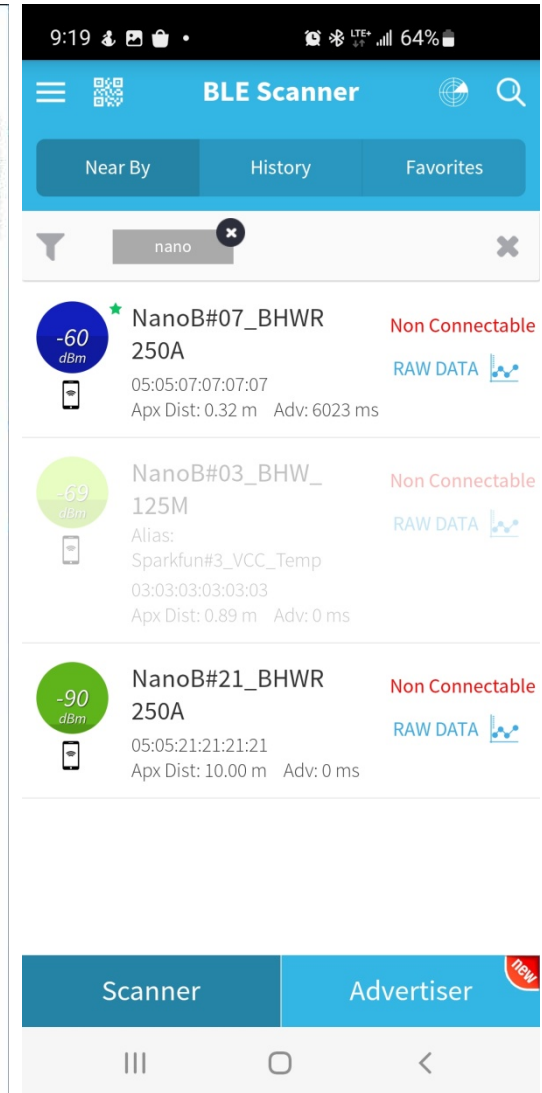 9:19 LTE+ 64%
BLE Scanner
Near By History Favorites
nano
-60
dBm
NanoB#07_BHWR
250A
Non Connectable
RAW DATA
05:05:07:07:07:07
Apx Dist: 0.32 m Adv: 6023 ms
-69
dBm
NanoB#03_BHW_
125M
Non Connectable
RAW DATA
Alias:
Sparkfun#3_VCC_Temp
03:03:03:03:03:03
Apx Dist: 0.89 m Adv: 0 ms
-90
dBm
NanoB#21_BHWR
250A
Non Connectable
RAW DATA
05:05:21:21:21:21
Apx Dist: 10.00 m Adv: 0 ms
Scanner Advertiser new